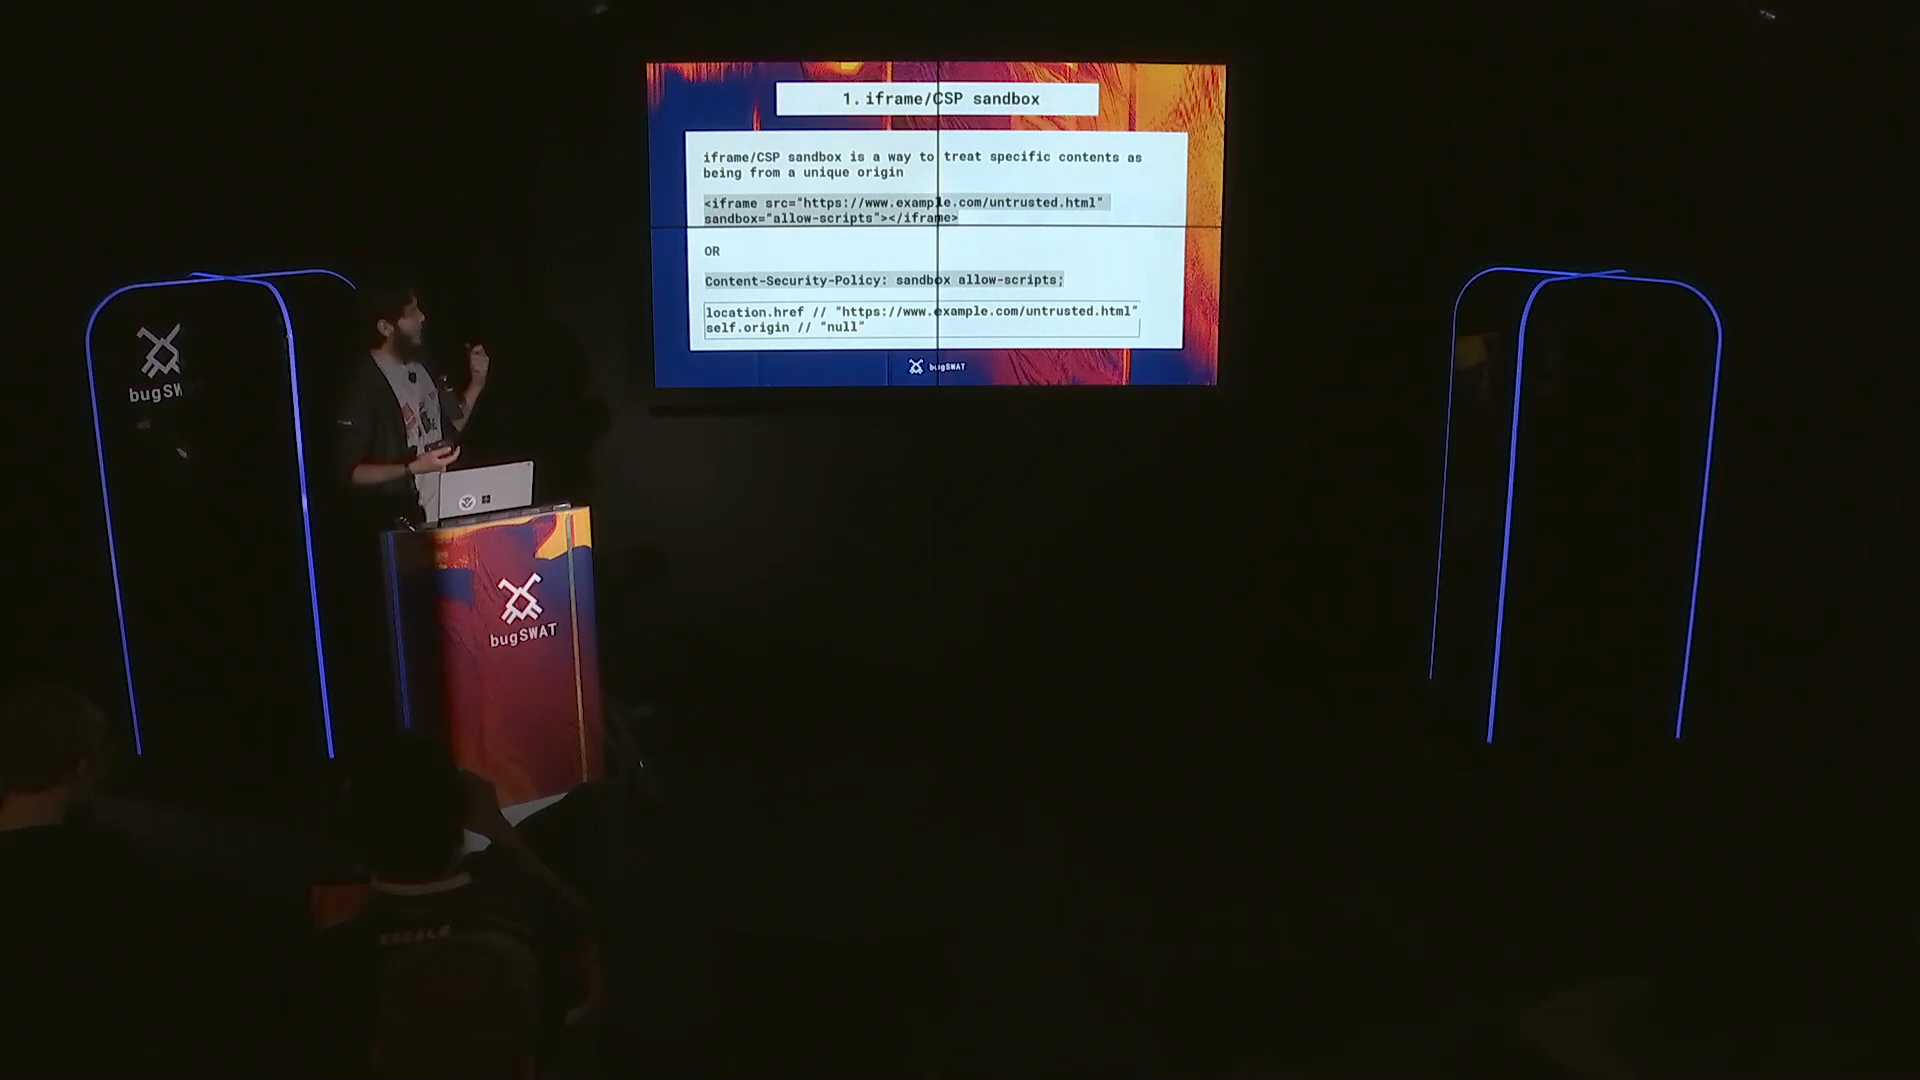 1. iframe/CSP sandbox
iframe/CSP sandbox is a way to treat specific contents as
being from a unique origin
<iframe src="https://www.example.com/untrusted.html"
sandbox="allow-scripts"></iframe>
OR
Content-Security-Policy: sandbox allow-scripts;
location.href // "https://www.example.com/untrusted.html"
self.origin // "null"
bugSWAT
bugSW
bugSWAT